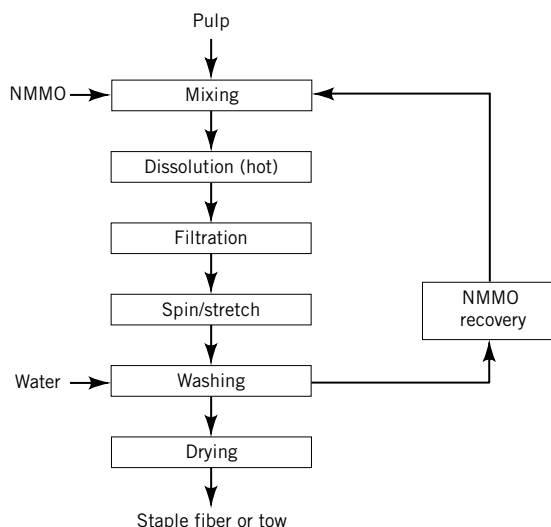 Pulp
NMMO
Mixing
Dissolution (hot)
Filtration
Spin/stretch
NMMO
recovery
Water
Washing
Drying
Staple fiber or tow